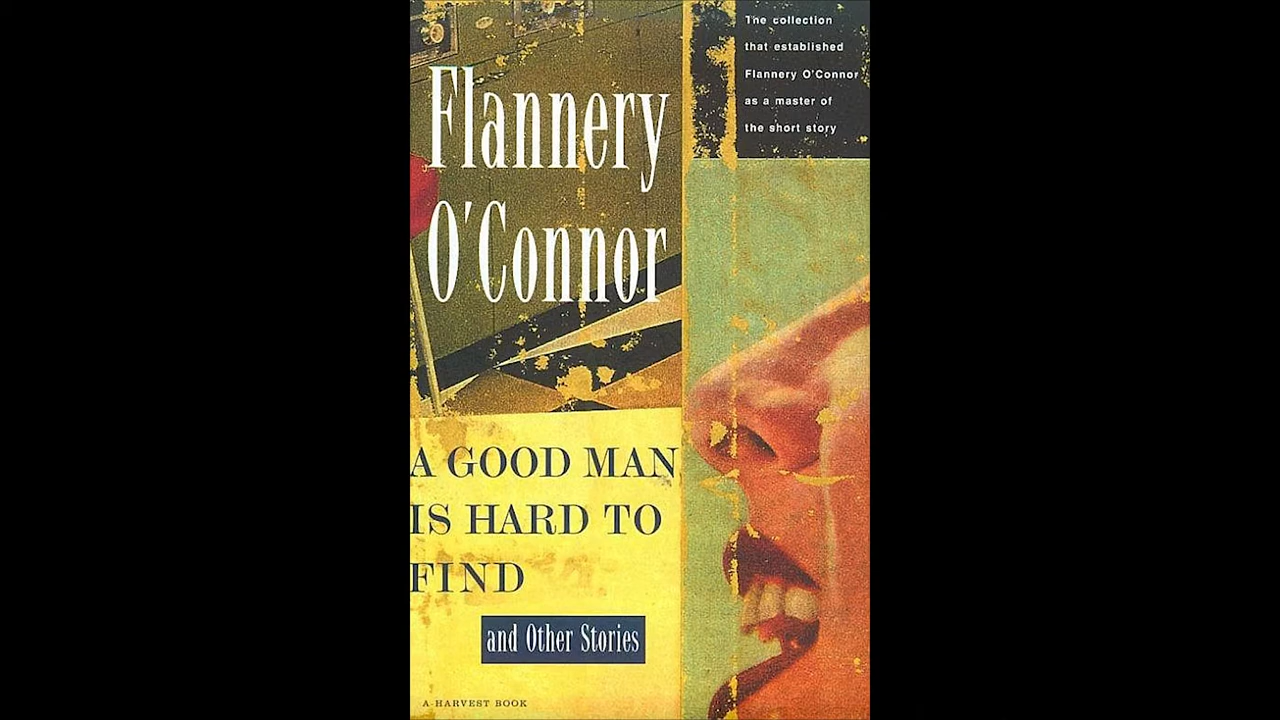 Flannery
O'Connor
The collection
that established
Flannery O'Connor
as a master of
the short story
A GOOD MAN
IS HARD TO
FIND
and Other Stories
A HARVEST BOOK